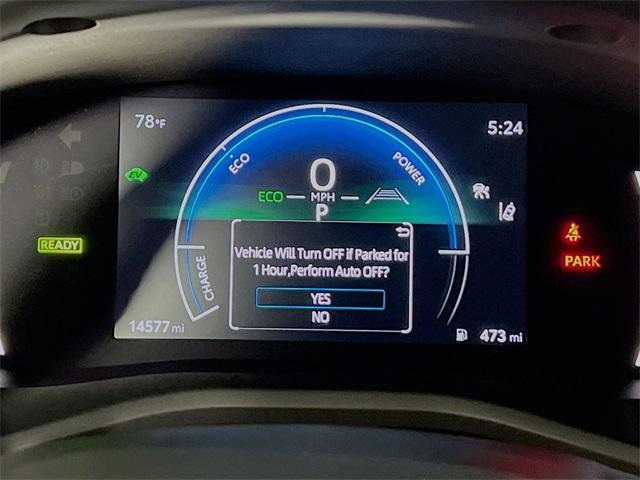 78°F
5:24
ECO
POWER
0
EV
ECO
MPH
P
READY
CHARGE
Vehicle Will Turn OFF if Parked for
1 Hour,Perform Auto OFF?
YES
NO
PARK
14577 mi
473 mi